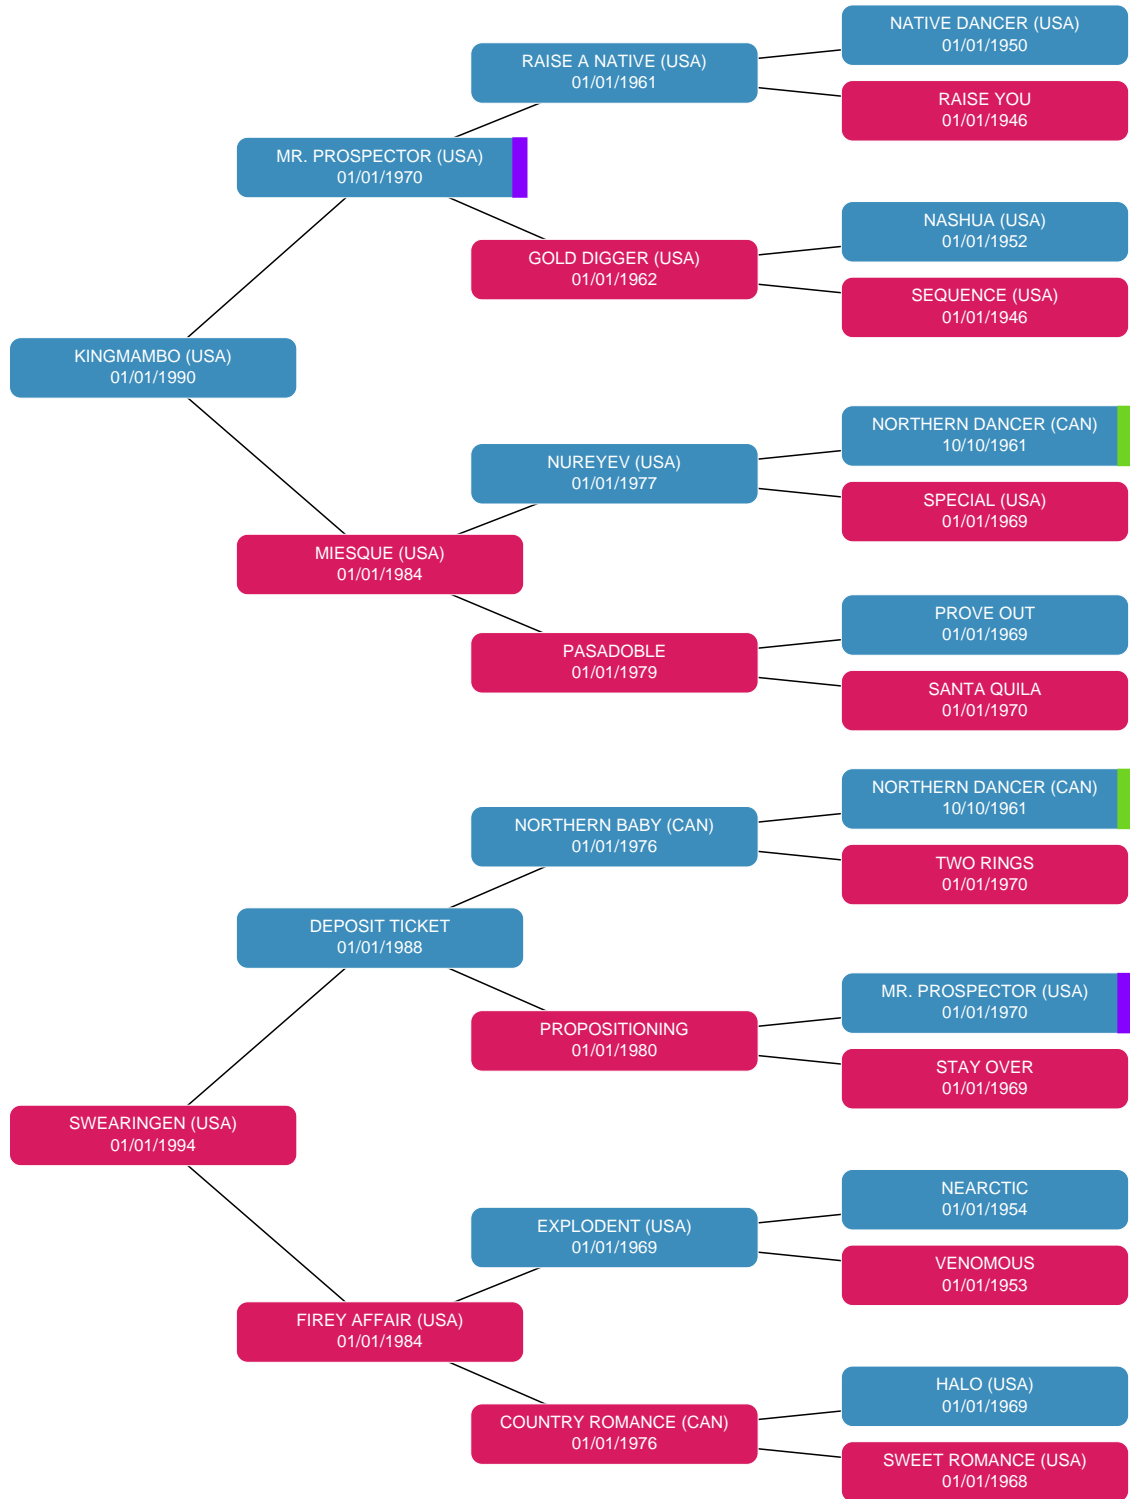 NATIVE DANCER (USA)
01/01/1950
RAISE A NATIVE (USA)
01/01/1961
RAISE YOU
01/01/1946
MR. PROSPECTOR (USA)
01/01/1970
NASHUA (USA)
01/01/1952
GOLD DIGGER (USA)
01/01/1962
SEQUENCE (USA)
01/01/1946
KINGMAMBO (USA)
01/01/1990
NORTHERN DANCER (CAN)
10/10/1961
NUREYEV (USA)
01/01/1977
SPECIAL (USA)
01/01/1969
MIESQUE (USA)
01/01/1984
PROVE OUT
01/01/1969
PASADOBLE
01/01/1979
SANTA QUILA
01/01/1970
NORTHERN DANCER (CAN)
10/10/1961
NORTHERN BABY (CAN)
01/01/1976
TWO RINGS
01/01/1970
DEPOSIT TICKET
01/01/1988
MR. PROSPECTOR (USA)
01/01/1970
PROPOSITIONING
01/01/1980
STAY OVER
01/01/1969
SWEARINGEN (USA)
01/01/1994
NEARCTIC
01/01/1954
EXPLODENT (USA)
01/01/1969
VENOMOUS
01/01/1953
FIREY AFFAIR (USA)
01/01/1984
HALO (USA)
01/01/1969
COUNTRY ROMANCE (CAN)
01/01/1976
SWEET ROMANCE (USA)
01/01/1968